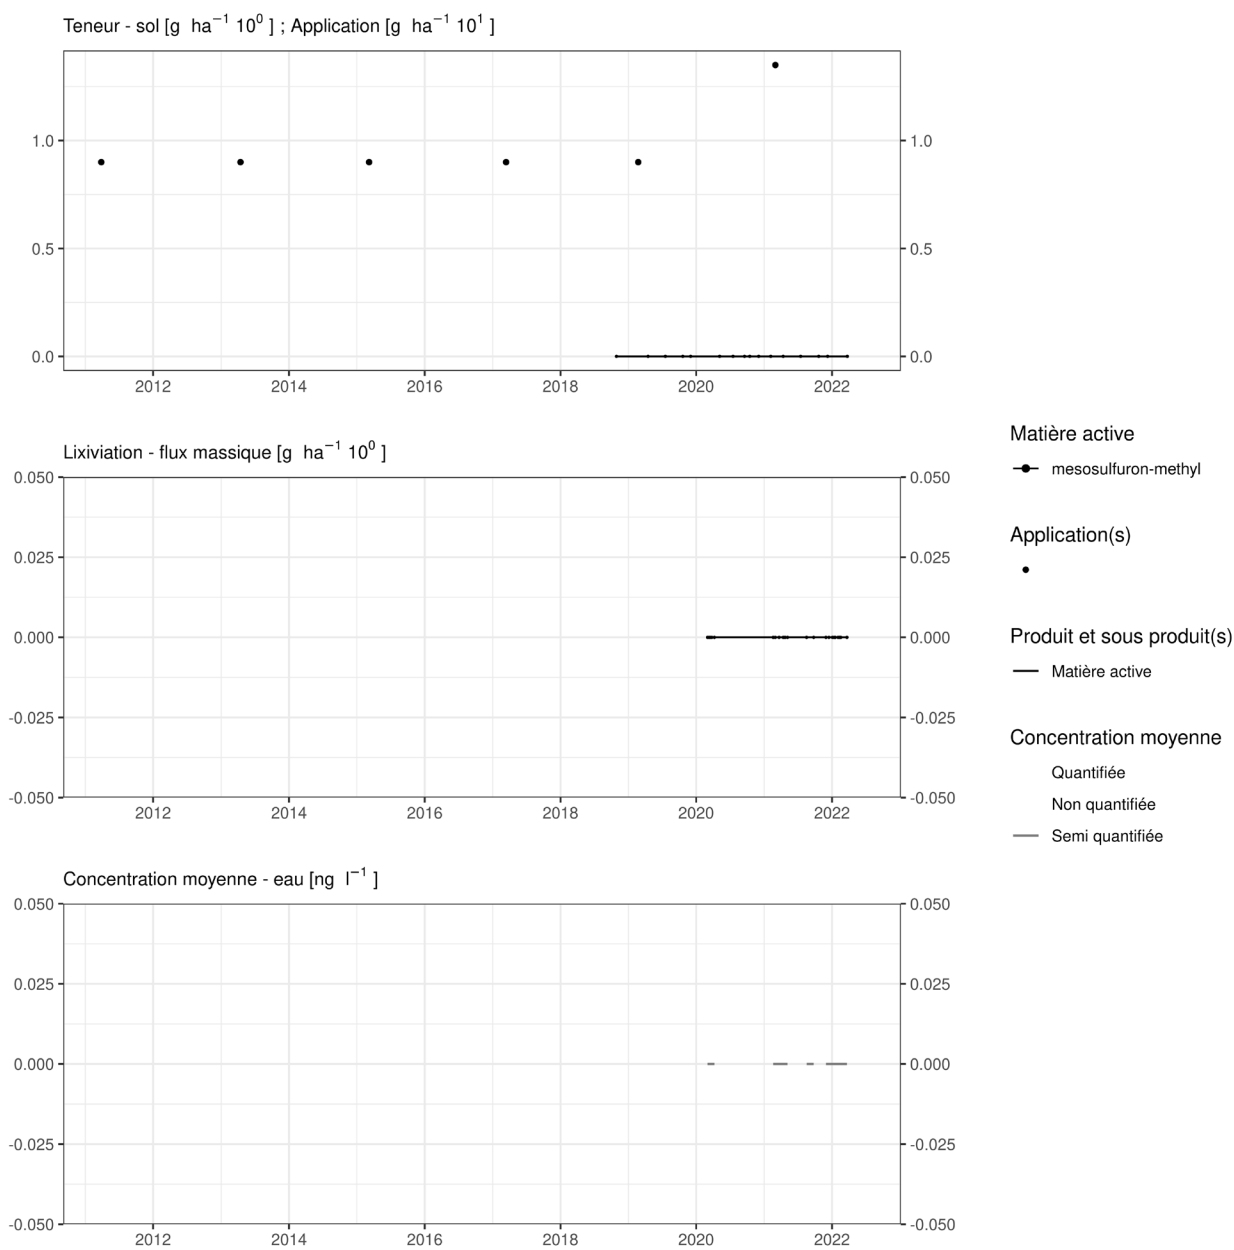 Teneur - sol [g ha⁻¹ 10⁰ ] ; Application [g ha⁻¹ 10¹ ]
1.0
0.5
0.0
1.0
0.5
0.0
2012 2014 2016 2018 2020 2022
Lixiviation - flux massique [g ha⁻¹ 10⁰ ]
0.050
0.025
0.000
-0.025
-0.050
0.050
0.025
0.000
-0.025
-0.050
2012 2014 2016 2018 2020 2022
Concentration moyenne - eau [ng l⁻¹ ]
0.050
0.025
0.000
-0.025
-0.050
0.050
0.025
0.000
-0.025
-0.050
2012 2014 2016 2018 2020 2022
Matière active
mesosulfuron-methyl
Application(s)
Produit et sous produit(s)
Matière active
Concentration moyenne
Quantifiée
Non quantifiée
Semi quantifiée